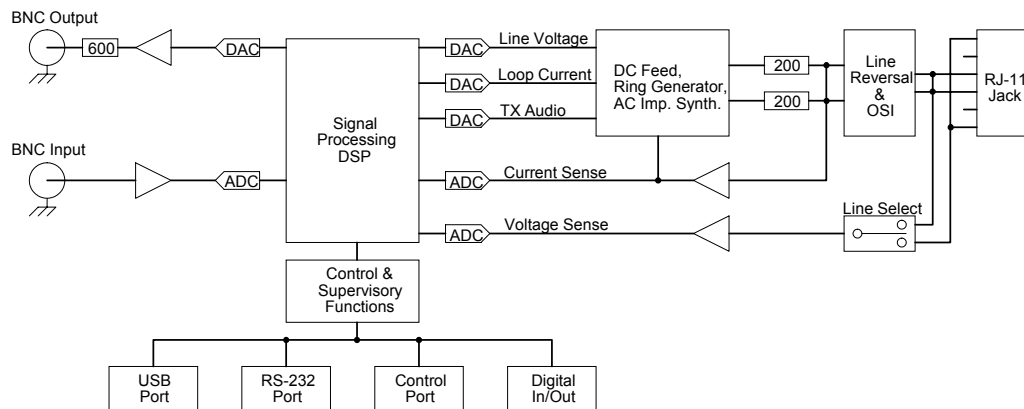 BNC Output
600
DAC
DAC
Line Voltage
DAC
Loop Current
DAC
TX Audio
Signal
Processing
DSP
DC Feed,
Ring Generator,
AC Imp. Synth.
200
200
Line
Reversal
&
OSI
RJ-11
Jack
BNC Input
ADC
ADC
Current Sense
ADC
Voltage Sense
Line Select
Control &
Supervisory
Functions
USB
Port
RS-232
Port
Control
Port
Digital
In/Out